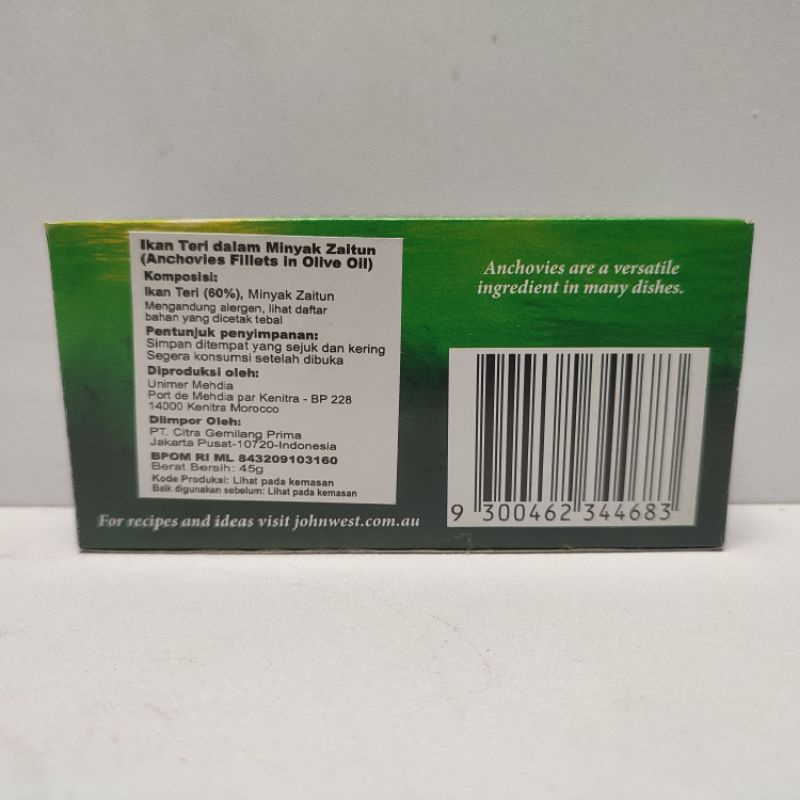 Ikan Teri dalam Minyak Zaitun
(Anchovies Fillets in Olive Oil)
Komposisi:
Ikan Teri (60%), Minyak Zaitun
Mengandung alergen, lihat daftar
bahan yang dicetak tebal
Pentunjuk penyimpanan:
Simpan ditempat yang sejuk dan kering
Segera konsumsi setelah dibuka
Diproduksi oleh:
Unimer Mehdia
Port de Mehdia par Kenitra - BP 228
14000 Kenitra Morocco
Diimpor Oleh:
PT. Citra Gemilang Prima
Jakarta Pusat-10720-Indonesia
BPOM RI ML 843209103160
Berat Bersih: 45g
Kode Produksi: Lihat pada kemasan
Baik digunakan sebelum: Lihat pada kemasan
For recipes and ideas visit johnwest.com.au
Anchovies are a versatile
ingredient in many dishes.
9 300462 344683